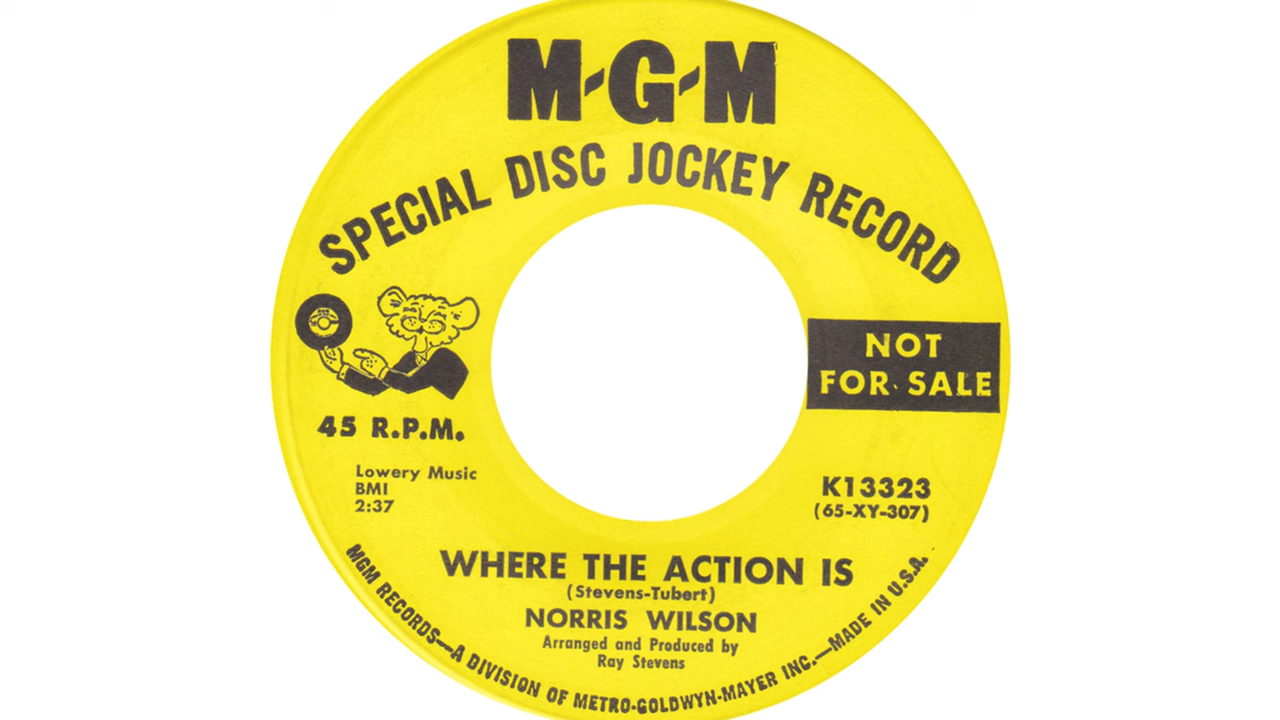 M-G-M
SPECIAL DISC JOCKEY RECORD
NOT
FOR SALE
45 R.P.M.
Lowery Music
BMI
2:37
K13323
(65-XY-307)
WHERE THE ACTION IS
(Stevens-Tubert)
NORRIS WILSON
Arranged and Produced by
Ray Stevens
MGM RECORDS—A DIVISION OF METRO-GOLDWYN-MAYER INC.—MADE IN U.S.A.